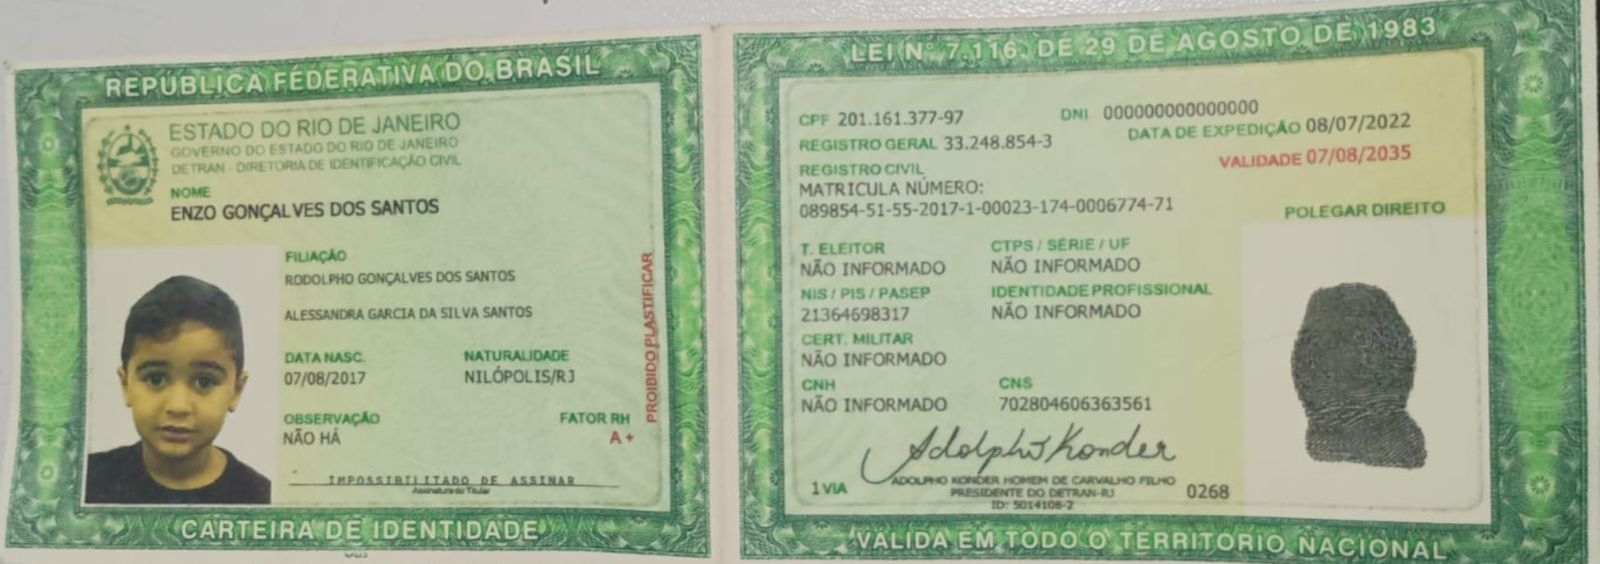 REPÚBLICA FEDERATIVA DO BRASIL
ESTADO DO RIO DE JANEIRO
GOVERNO DO ESTADO DO RIO DE JANEIRO
DETRAN - DIRETORIA DE IDENTIFICAÇÃO CIVIL
NOME
ENZO GONÇALVES DOS SANTOS
FILIAÇÃO
RODOLPHO GONÇALVES DOS SANTOS
ALESSANDRA GARCIA DA SILVA SANTOS
DATA NASC. NATURALIDADE
07/08/2017 NILÓPOLIS/RJ
OBSERVAÇÃO FATOR RH
NÃO HÁ A +
PROIBIDO PLASTIFICAR
IMPOSSIBILITADO DE ASSINAR
Assinatura do Titular
CARTEIRA DE IDENTIDADE
LEI N° 7.116, DE 29 DE AGOSTO DE 1983
CPF 201.161.377-97 DNI 000000000000000
REGISTRO GERAL 33.248.854-3 DATA DE EXPEDIÇÃO 08/07/2022
REGISTRO CIVIL VALIDADE 07/08/2035
MATRICULA NÚMERO:
089854-51-55-2017-1-00023-174-0006774-71
POLEGAR DIREITO
T. ELEITOR CTPS / SÉRIE / UF
NÃO INFORMADO NÃO INFORMADO
NIS / PIS / PASEP IDENTIDADE PROFISSIONAL
21364698317 NÃO INFORMADO
CERT. MILITAR
NÃO INFORMADO
CNH CNS
NÃO INFORMADO 702804606363561
Adolpho Konder
1 VIA ADOLPHO KONDER HOMEM DE CARVALHO FILHO 0268
PRESIDENTE DO DETRAN-RJ
ID: 5014108-2
VÁLIDA EM TODO O TERRITÓRIO NACIONAL